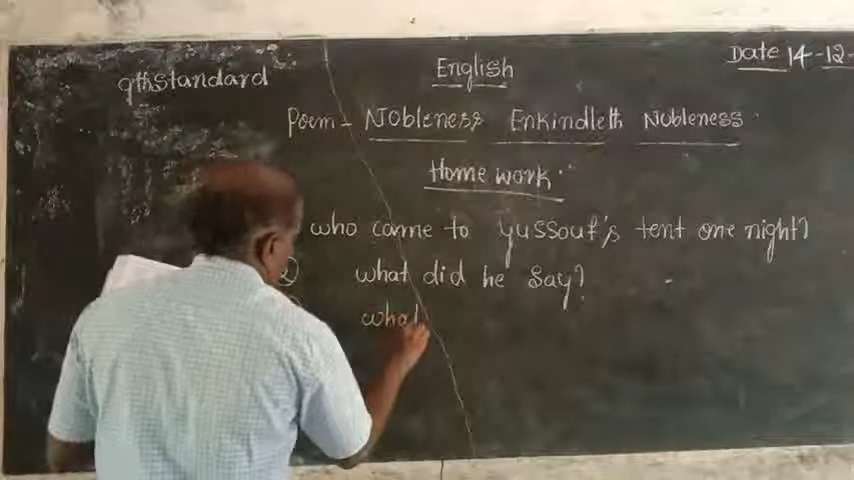 9thstandard English Date 14-12-
Poem - Nobleness Enkindleth Nobleness
Home work
who came to yussouf's tent one night?
2) what did he say?
what